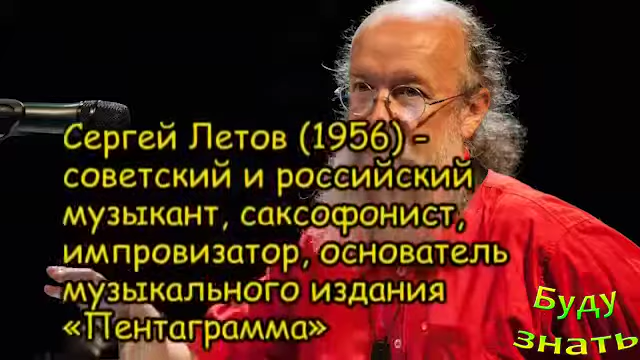 Сергей Летов (1956) -
советский и российский
музыкант, саксофонист,
импровизатор, основатель
музыкального издания
«Пентаграмма»
Буду
знать